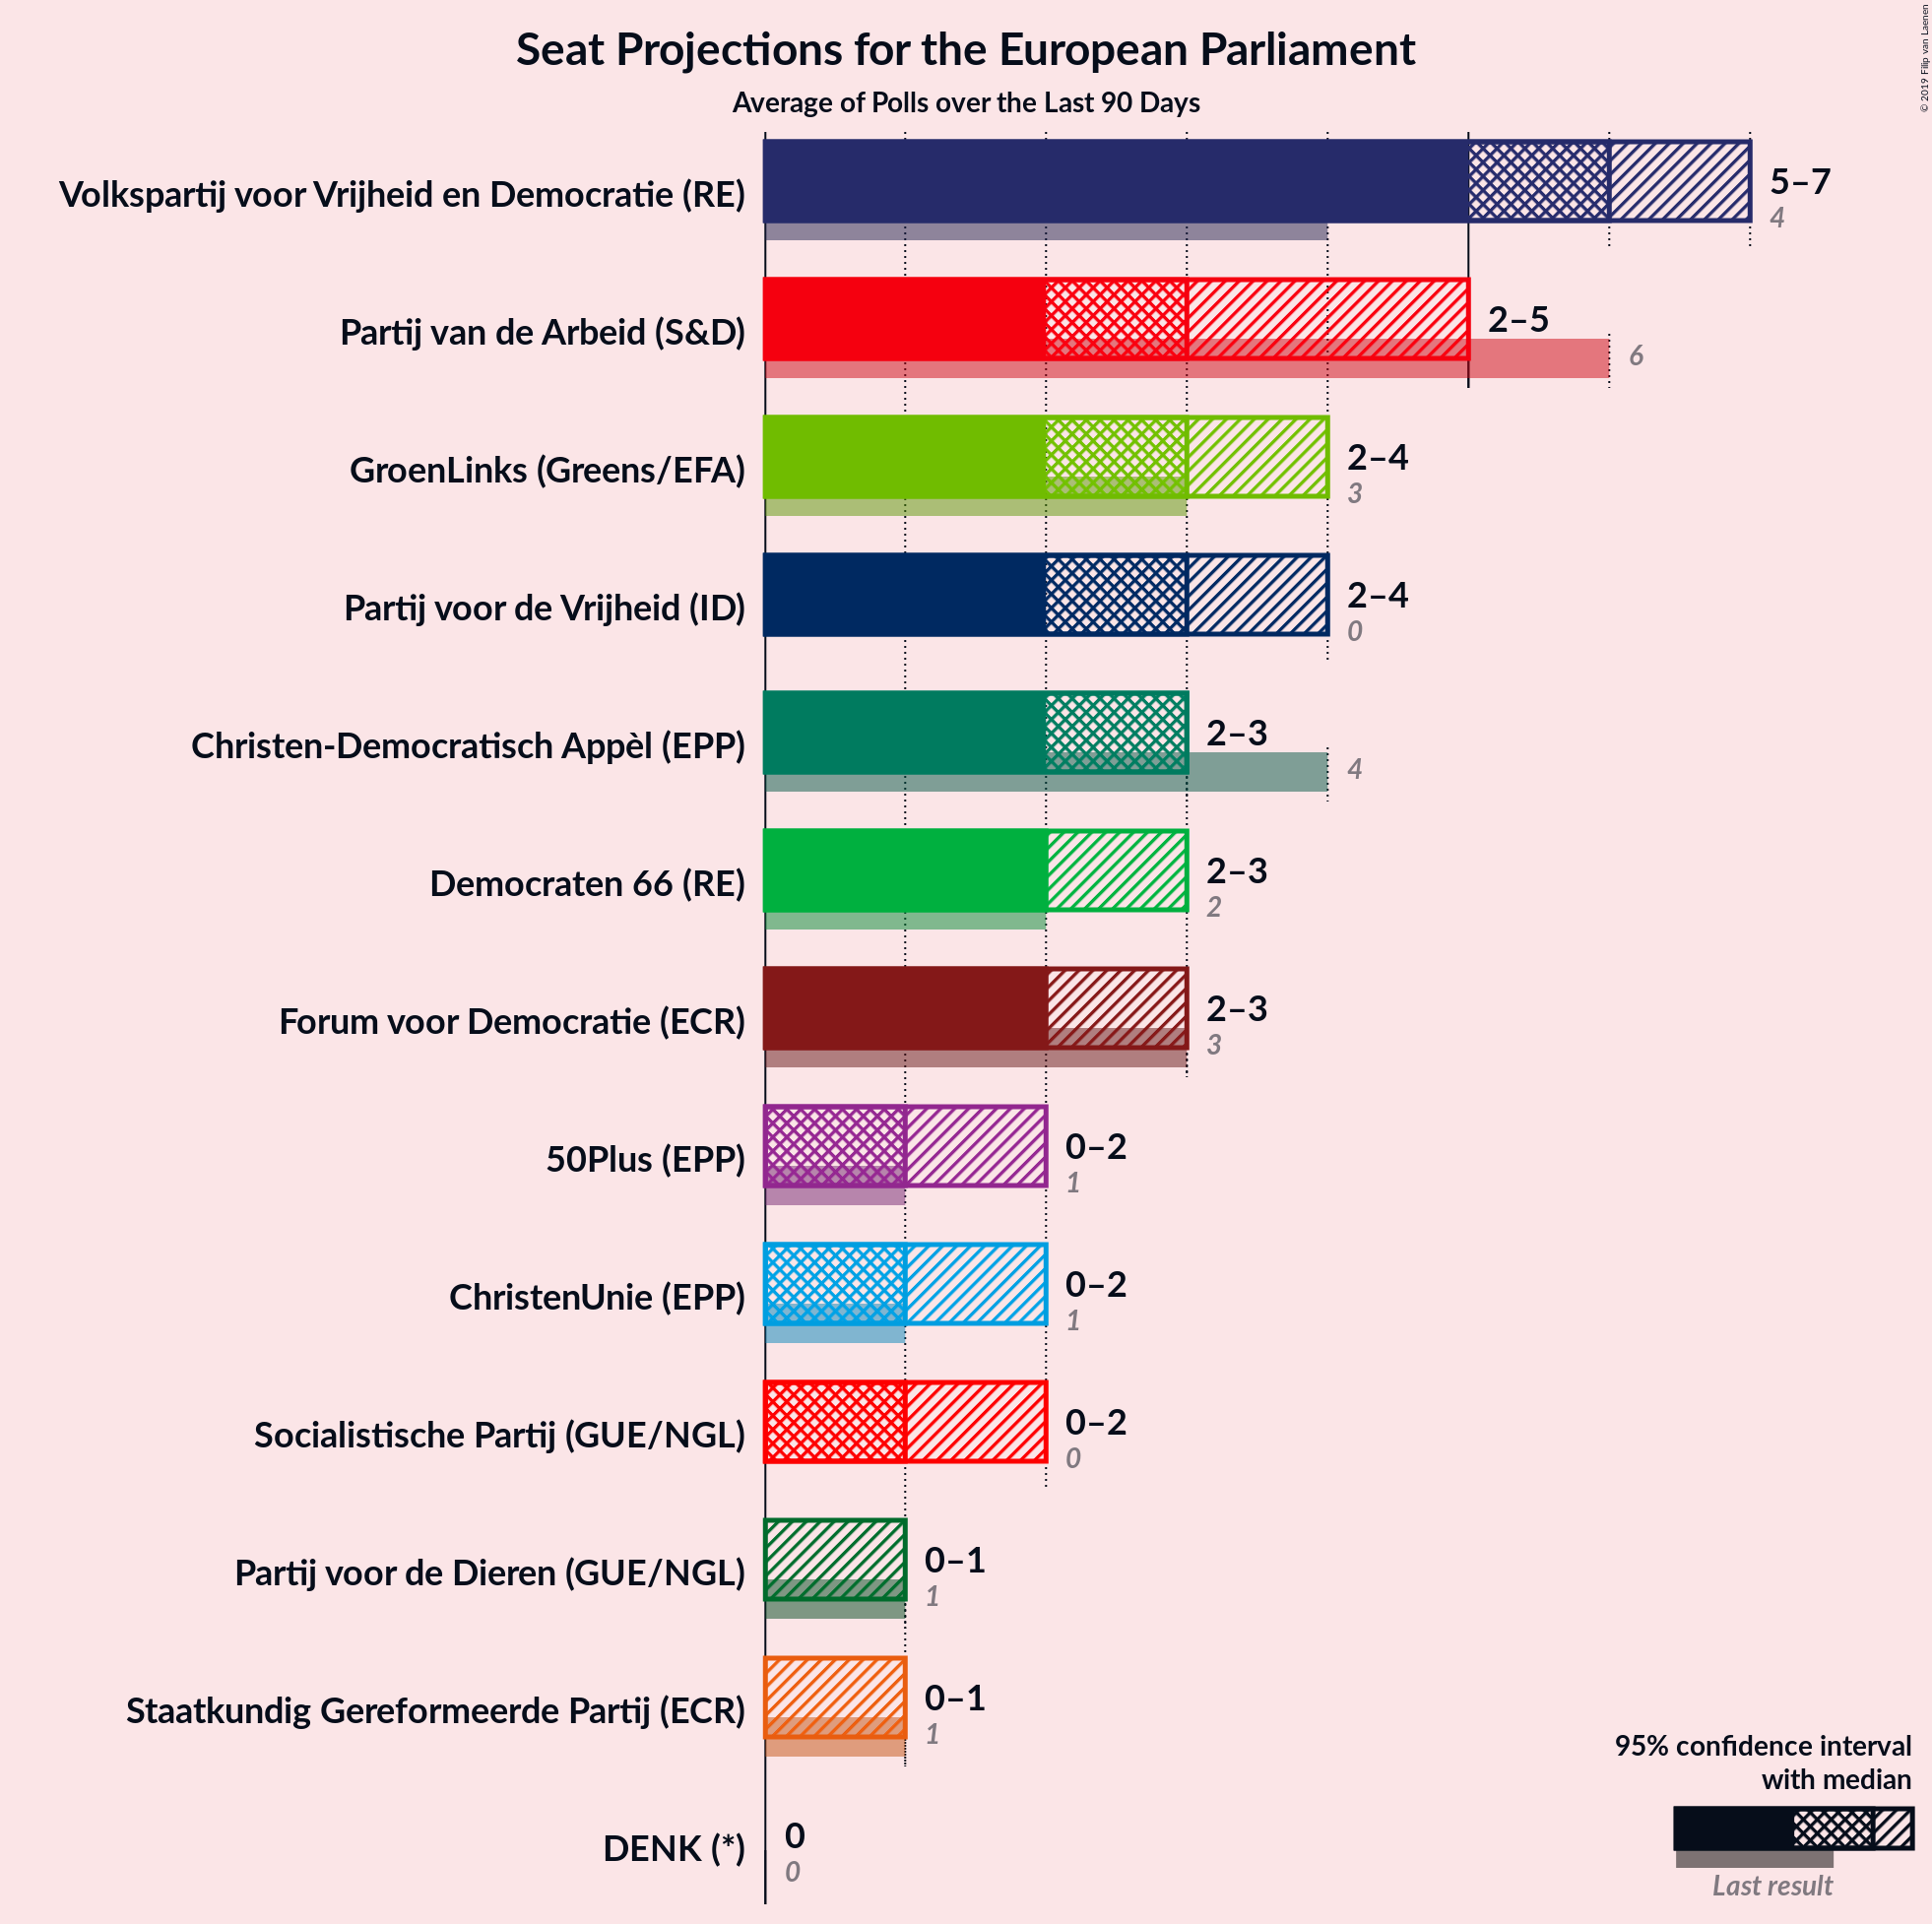 Seat Projections for the European Parliament
Average of Polls over the Last 90 Days
© 2019 Filip van Laenen
Volkspartij voor Vrijheid en Democratie (RE)
5–7
4
Partij van de Arbeid (S&D)
2–5
6
GroenLinks (Greens/EFA)
2–4
3
Partij voor de Vrijheid (ID)
2–4
0
Christen-Democratisch Appèl (EPP)
2–3
4
Democraten 66 (RE)
2–3
2
Forum voor Democratie (ECR)
2–3
3
50Plus (EPP)
0–2
1
ChristenUnie (EPP)
0–2
1
Socialistische Partij (GUE/NGL)
0–2
0
Partij voor de Dieren (GUE/NGL)
0–1
1
Staatkundig Gereformeerde Partij (ECR)
0–1
1
DENK (*)
0
0
95% confidence interval
with median
Last result